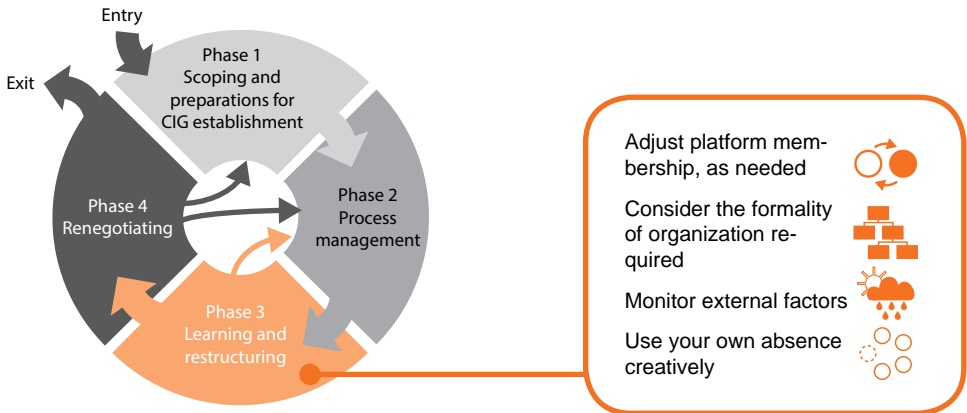 Entry
Exit
Phase 1
Scoping and
preparations for
CIG establishment
Phase 2
Process
management
Phase 3
Learning and
restructuring
Phase 4
Renegotiating
Adjust platform mem-
bership, as needed
Consider the formality
of organization re-
quired
Monitor external factors
Use your own absence
creatively